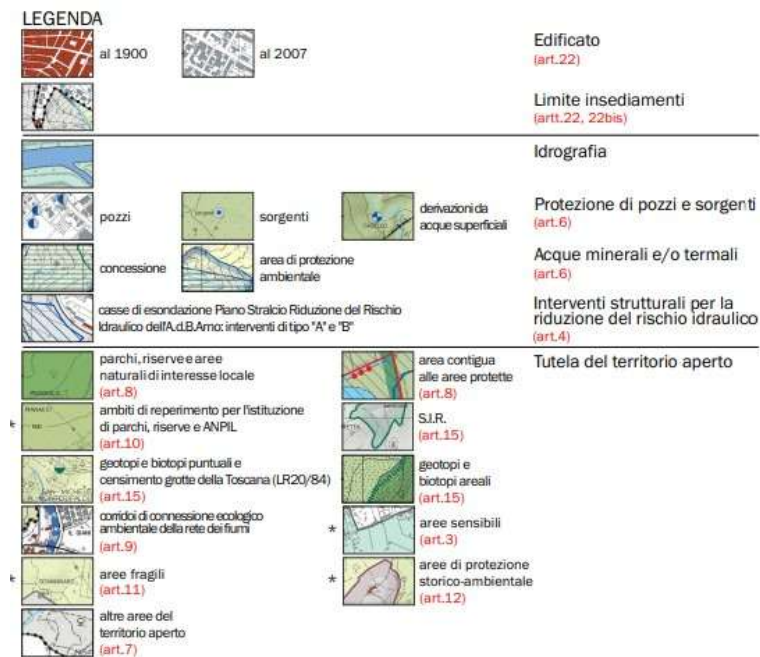 LEGENDA
al 1900
al 2007
Edificato
(art.22)
Limite insediamenti
(artt.22, 22bis)
Idrografia
pozzi
sorgenti
derivazioni da
acque superficiali
Protezione di pozzi e sorgenti
(art.6)
concessione
area di protezione
ambientale
Acque minerali e/o termali
(art.6)
casse di esondazione Piano Stralcio Riduzione del Rischio
Idraulico dell'A.d.B.Arno: interventi di tipo "A" e "B"
Interventi strutturali per la
riduzione del rischio idraulico
(art.4)
parchi, riserve e aree
naturali di interesse locale
(art.8)
area contigua
alle aree protette
(art.8)
Tutela del territorio aperto
*
ambiti di reperimento per l'istituzione
di parchi, riserve e ANPIL
(art.10)
S.I.R.
(art.15)
geotopi e biotopi puntuali e
censimento grotte della Toscana (LR20/84)
(art.15)
geotopi e
biotopi areali
(art.15)
corridoi di connessione ecologico
ambientale della rete dei fiumi
(art.9)
*
aree sensibili
(art.3)
*
aree fragili
(art.11)
*
aree di protezione
storico-ambientale
(art.12)
altre aree del
territorio aperto
(art.7)